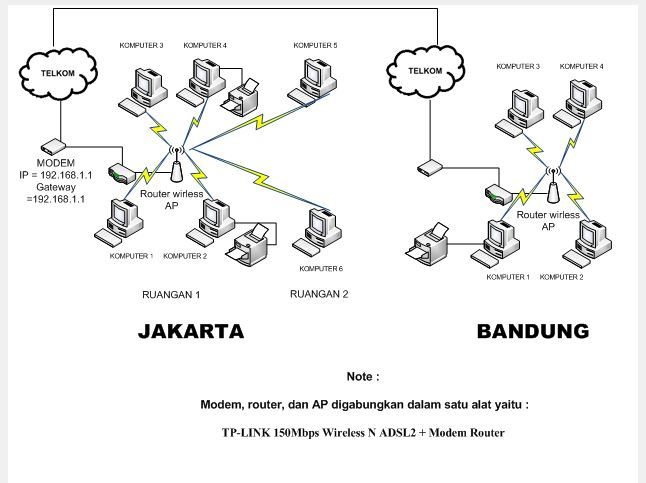 KOMPUTER 3
KOMPUTER 4
KOMPUTER 5
TELKOM
MODEM
IP = 192.168.1.1
Gateway
=192.168.1.1
Router wirless
AP
KOMPUTER 1
KOMPUTER 2
KOMPUTER 6
RUANGAN 1
RUANGAN 2
JAKARTA
TELKOM
KOMPUTER 3
KOMPUTER 4
Router wireless
AP
KOMPUTER 1
KOMPUTER 2
BANDUNG
Note :
Modem, router, dan AP digabungkan dalam satu alat yaitu :
TP-LINK 150Mbps Wireless N ADSL2 + Modem Router